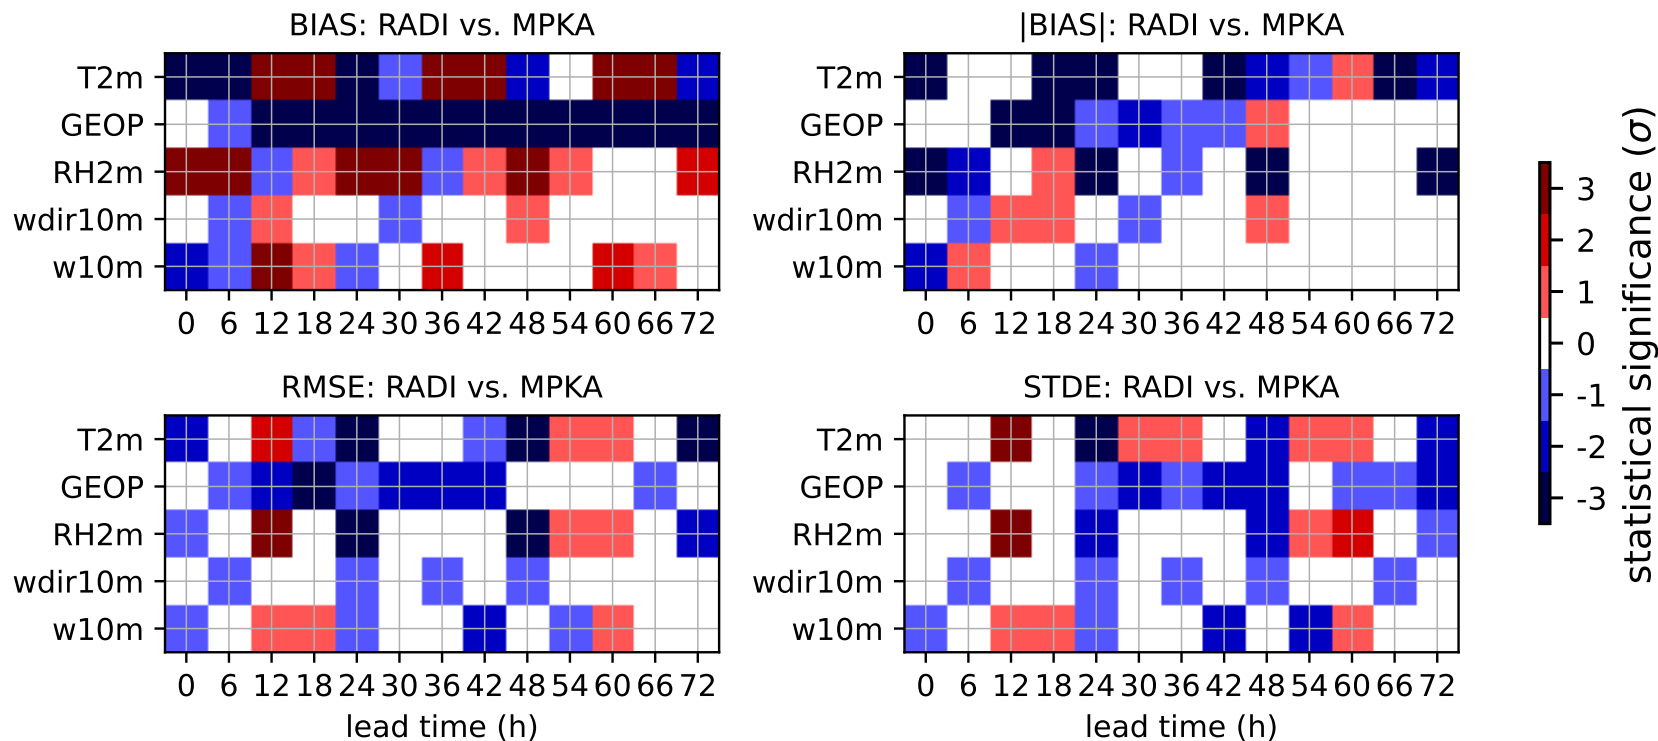 BIAS: RADI vs. MPKA
T2m
GEOP
RH2m
wdir10m
w10m
0 6 12 18 24 30 36 42 48 54 60 66 72
|BIAS|: RADI vs. MPKA
T2m
GEOP
RH2m
wdir10m
w10m
0 6 12 18 24 30 36 42 48 54 60 66 72
RMSE: RADI vs. MPKA
T2m
GEOP
RH2m
wdir10m
w10m
0 6 12 18 24 30 36 42 48 54 60 66 72
lead time (h)
STDE: RADI vs. MPKA
T2m
GEOP
RH2m
wdir10m
w10m
0 6 12 18 24 30 36 42 48 54 60 66 72
lead time (h)
3
2
1
0
-1
-2
-3
statistical significance (σ)